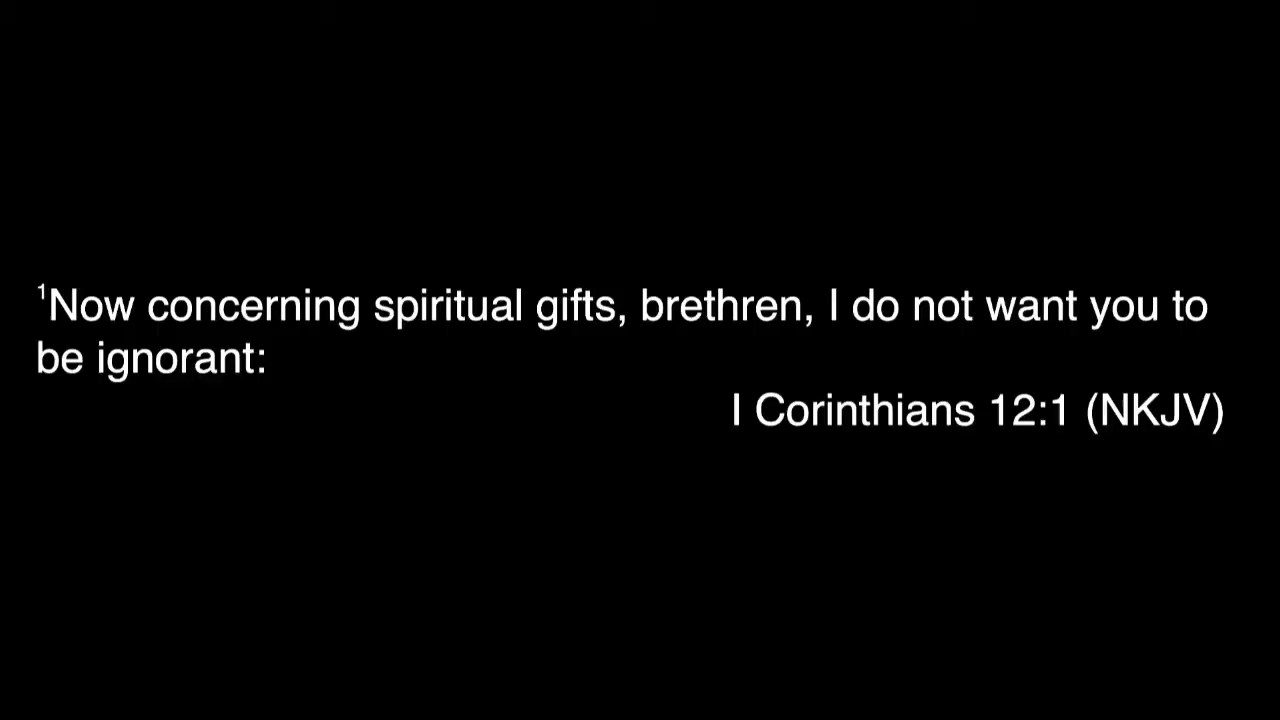 ¹Now concerning spiritual gifts, brethren, I do not want you to
be ignorant:
I Corinthians 12:1 (NKJV)